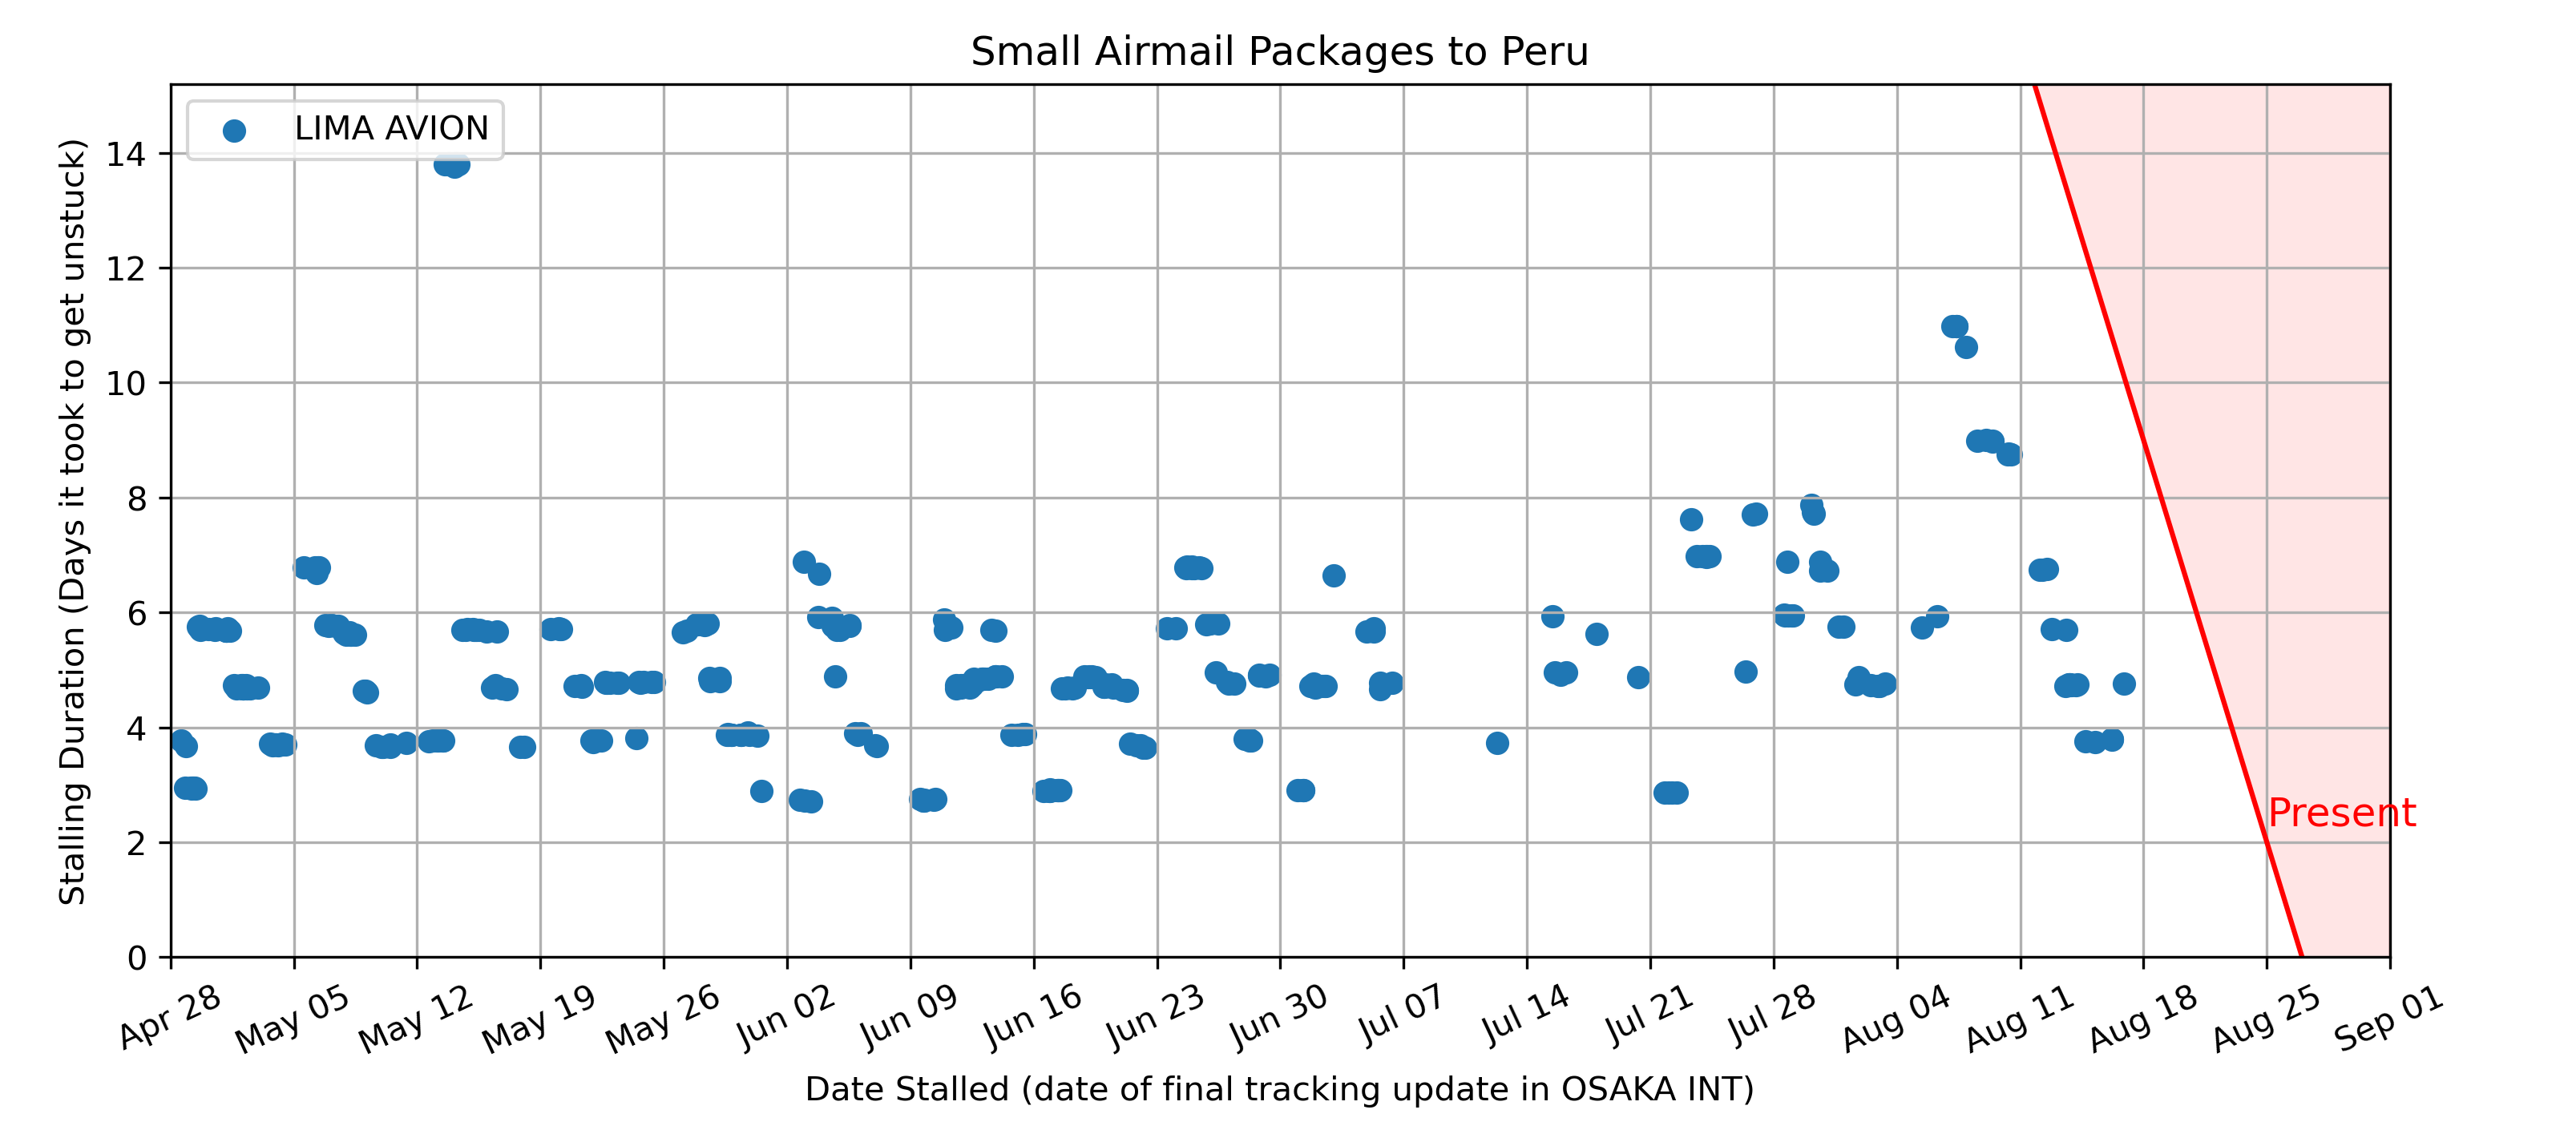 Small Airmail Packages to Peru
LIMA AVION
Stalling Duration (Days it took to get unstuck)
14
12
10
8
6
4
2
0
Present
Apr 28
May 05
May 12
May 19
May 26
Jun 02
Jun 09
Jun 16
Jun 23
Jun 30
Jul 07
Jul 14
Jul 21
Jul 28
Aug 04
Aug 11
Aug 18
Aug 25
Sep 01
Date Stalled (date of final tracking update in OSAKA INT)